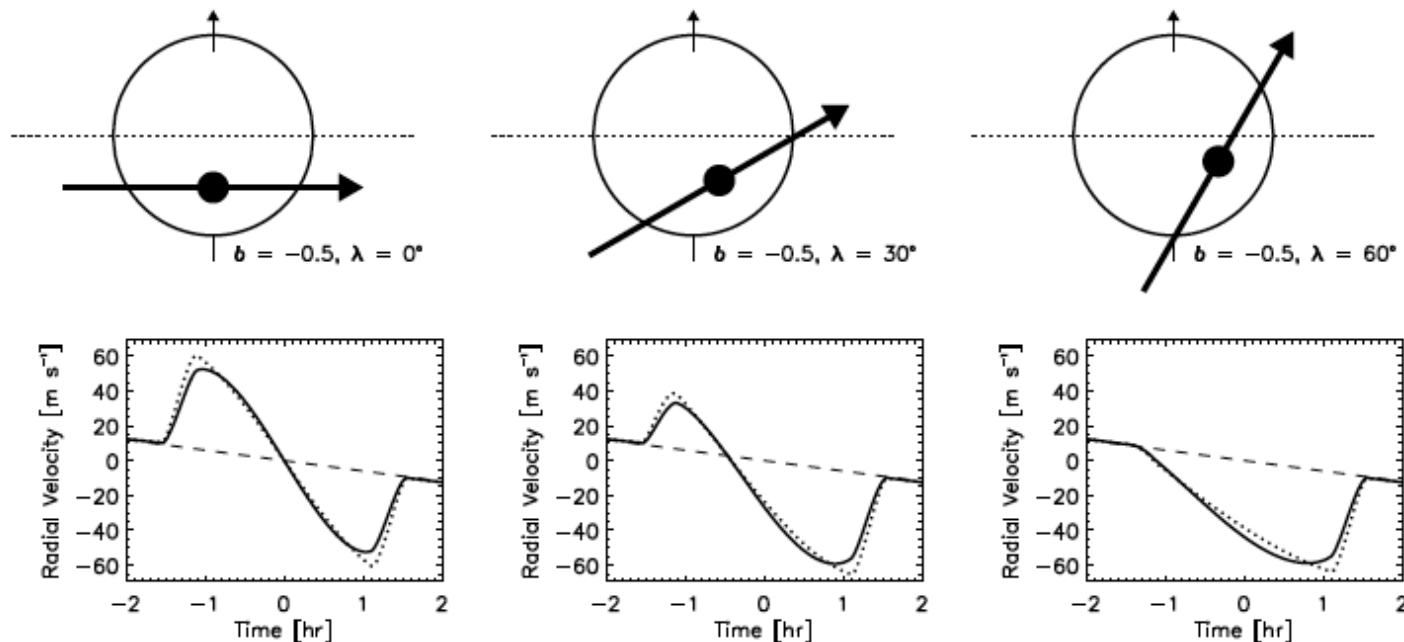 b = −0.5, λ = 0°
b = −0.5, λ = 30°
b = −0.5, λ = 60°
Radial Velocity [m s⁻¹]
60
40
20
0
−20
−40
−60
−2 −1 0 1 2
Time [hr]
Radial Velocity [m s⁻¹]
60
40
20
0
−20
−40
−60
−2 −1 0 1 2
Time [hr]
Radial Velocity [m s⁻¹]
60
40
20
0
−20
−40
−60
−2 −1 0 1 2
Time [hr]